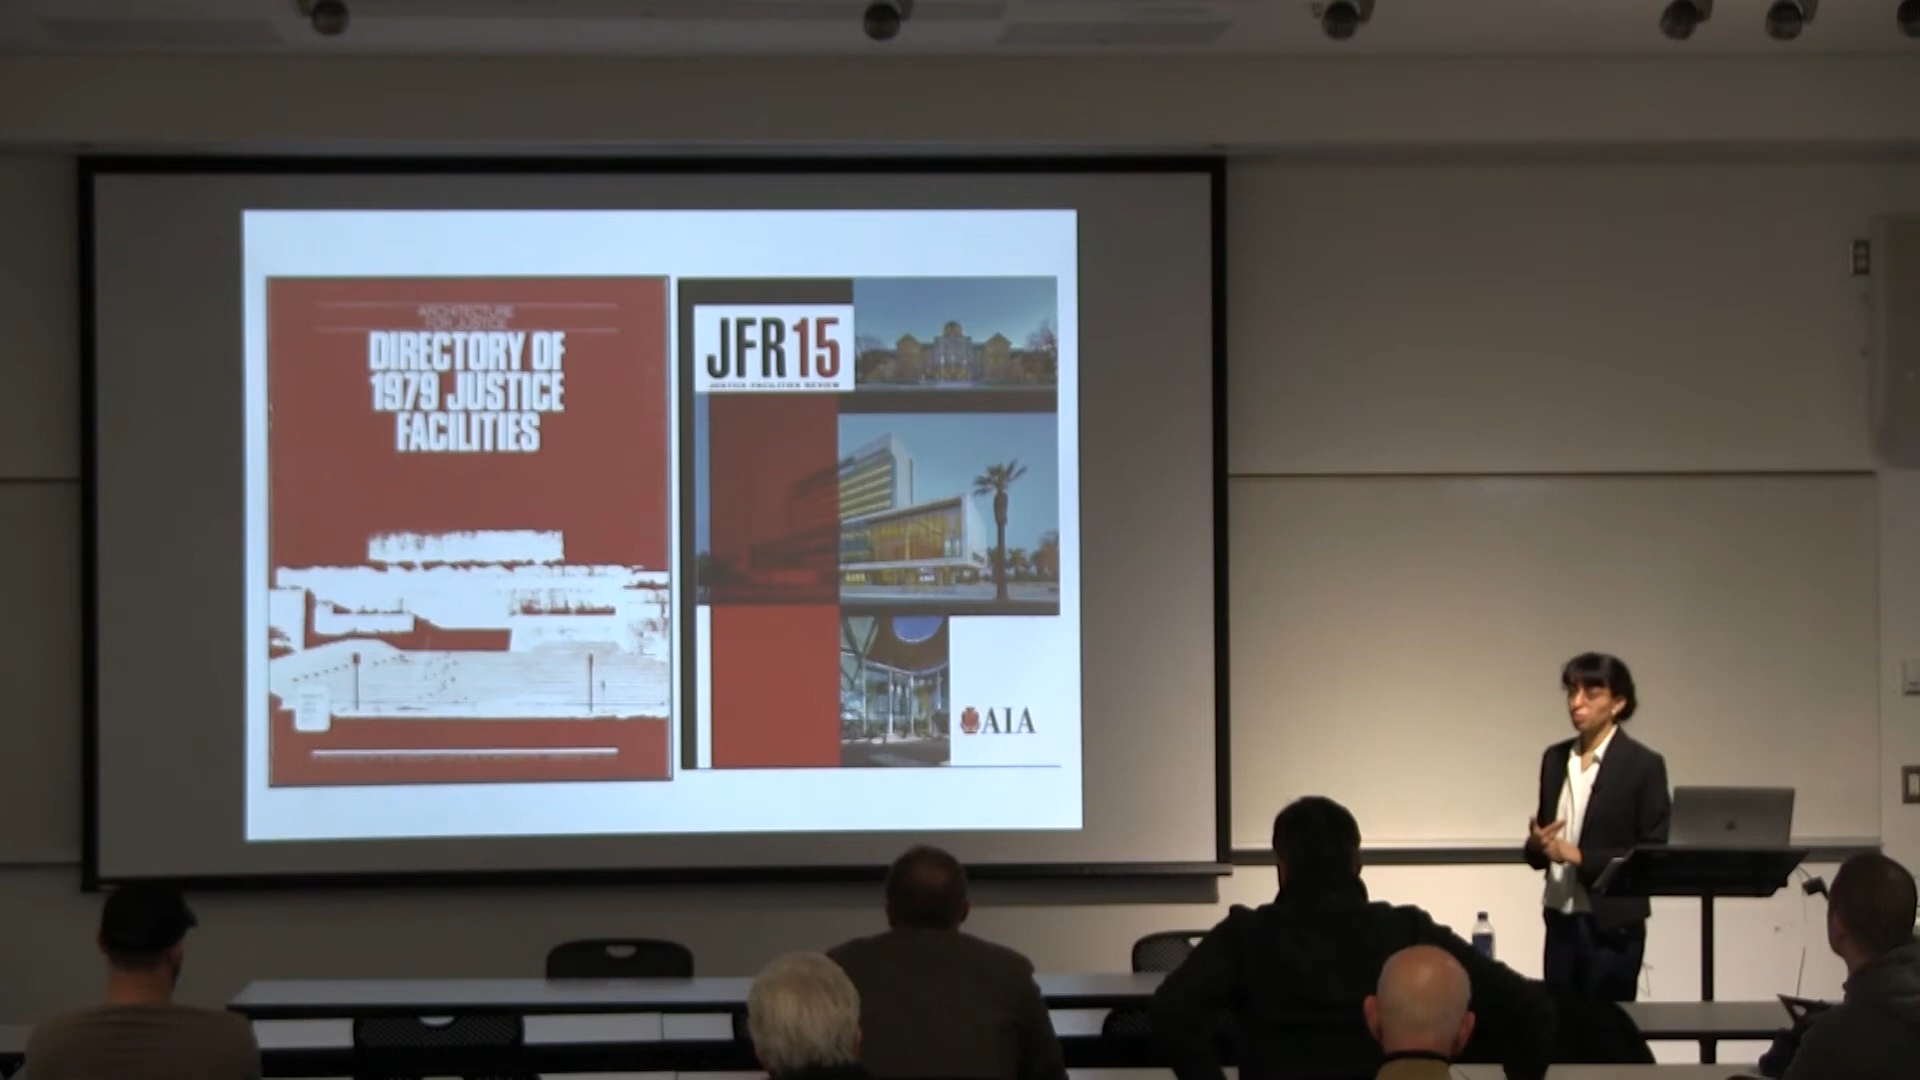 ARCHITECTURE
FOR JUSTICE
DIRECTORY OF
1979 JUSTICE
FACILITIES
JFR15
JUSTICE FACILITIES REVIEW
AIA